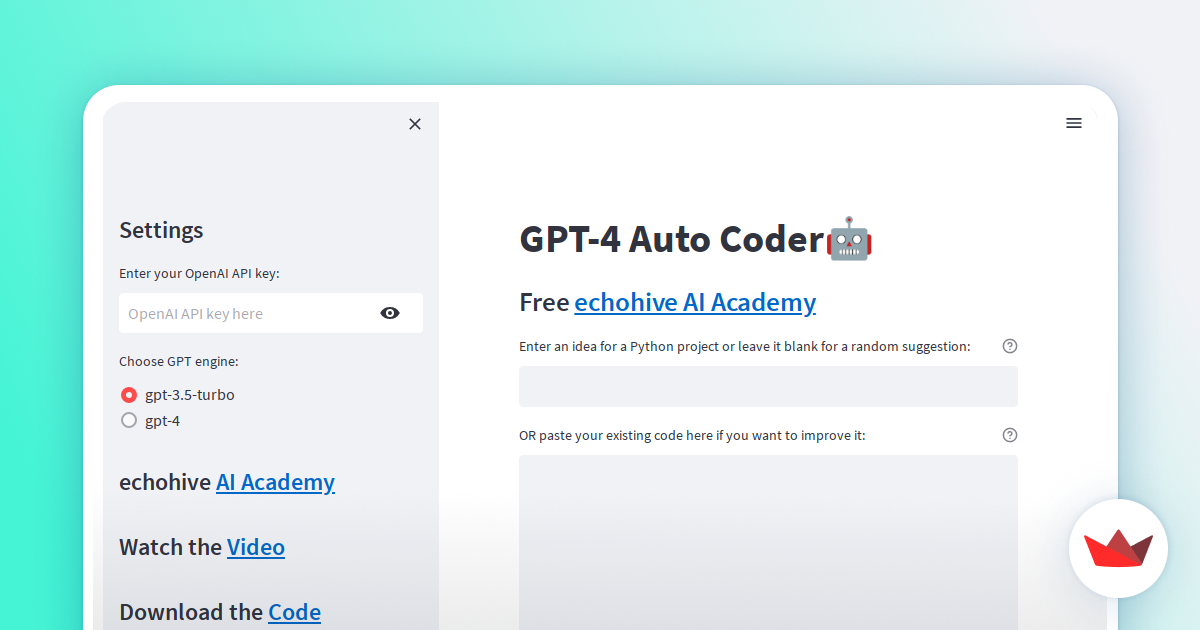 Settings
Enter your OpenAI API key:
OpenAI API key here
Choose GPT engine:
gpt-3.5-turbo
gpt-4
echohive AI Academy
Watch the Video
Download the Code
GPT-4 Auto Coder🤖
Free echohive AI Academy
Enter an idea for a Python project or leave it blank for a random suggestion:
OR paste your existing code here if you want to improve it: